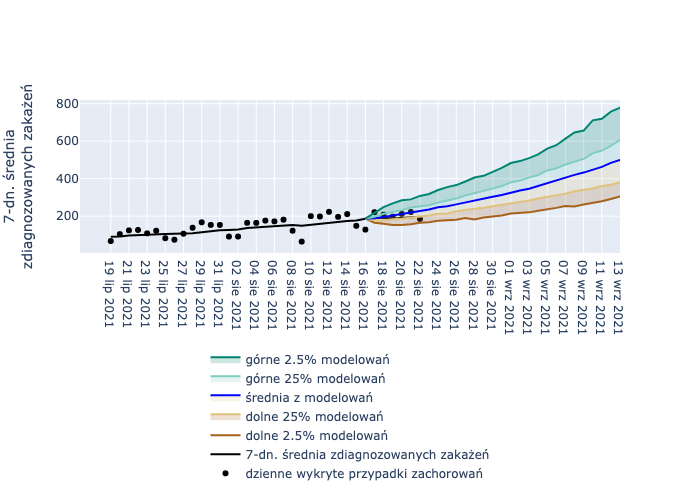 7-dn. średnia
zdiagnozowanych zakażeń
800
600
400
200
19 lip 2021
21 lip 2021
23 lip 2021
25 lip 2021
27 lip 2021
29 lip 2021
31 lip 2021
02 sie 2021
04 sie 2021
06 sie 2021
08 sie 2021
10 sie 2021
12 sie 2021
14 sie 2021
16 sie 2021
18 sie 2021
20 sie 2021
22 sie 2021
24 sie 2021
26 sie 2021
28 sie 2021
30 sie 2021
01 wrz 2021
03 wrz 2021
05 wrz 2021
07 wrz 2021
09 wrz 2021
11 wrz 2021
13 wrz 2021
górne 2.5% modelowań
górne 25% modelowań
średnia z modelowań
dolne 25% modelowań
dolne 2.5% modelowań
7-dn. średnia zdiagnozowanych zakażeń
dzienne wykryte przypadki zachorowań